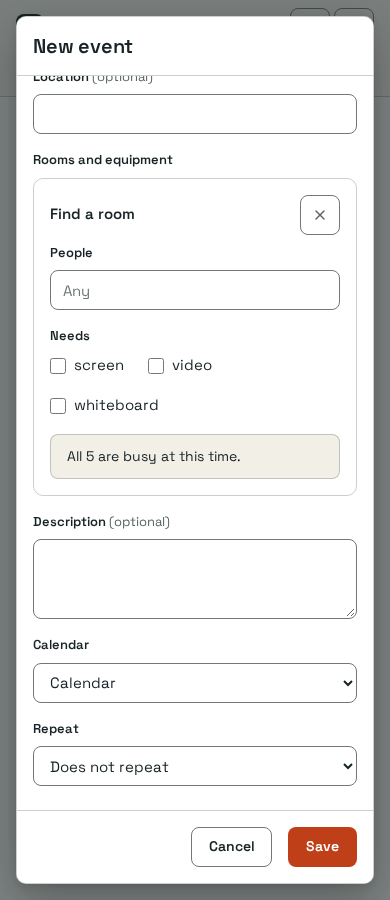 New event
Location (optional)
Rooms and equipment
Find a room
People
Any
Needs
screen
video
whiteboard
All 5 are busy at this time.
Description (optional)
Calendar
Calendar
Repeat
Does not repeat
Cancel
Save